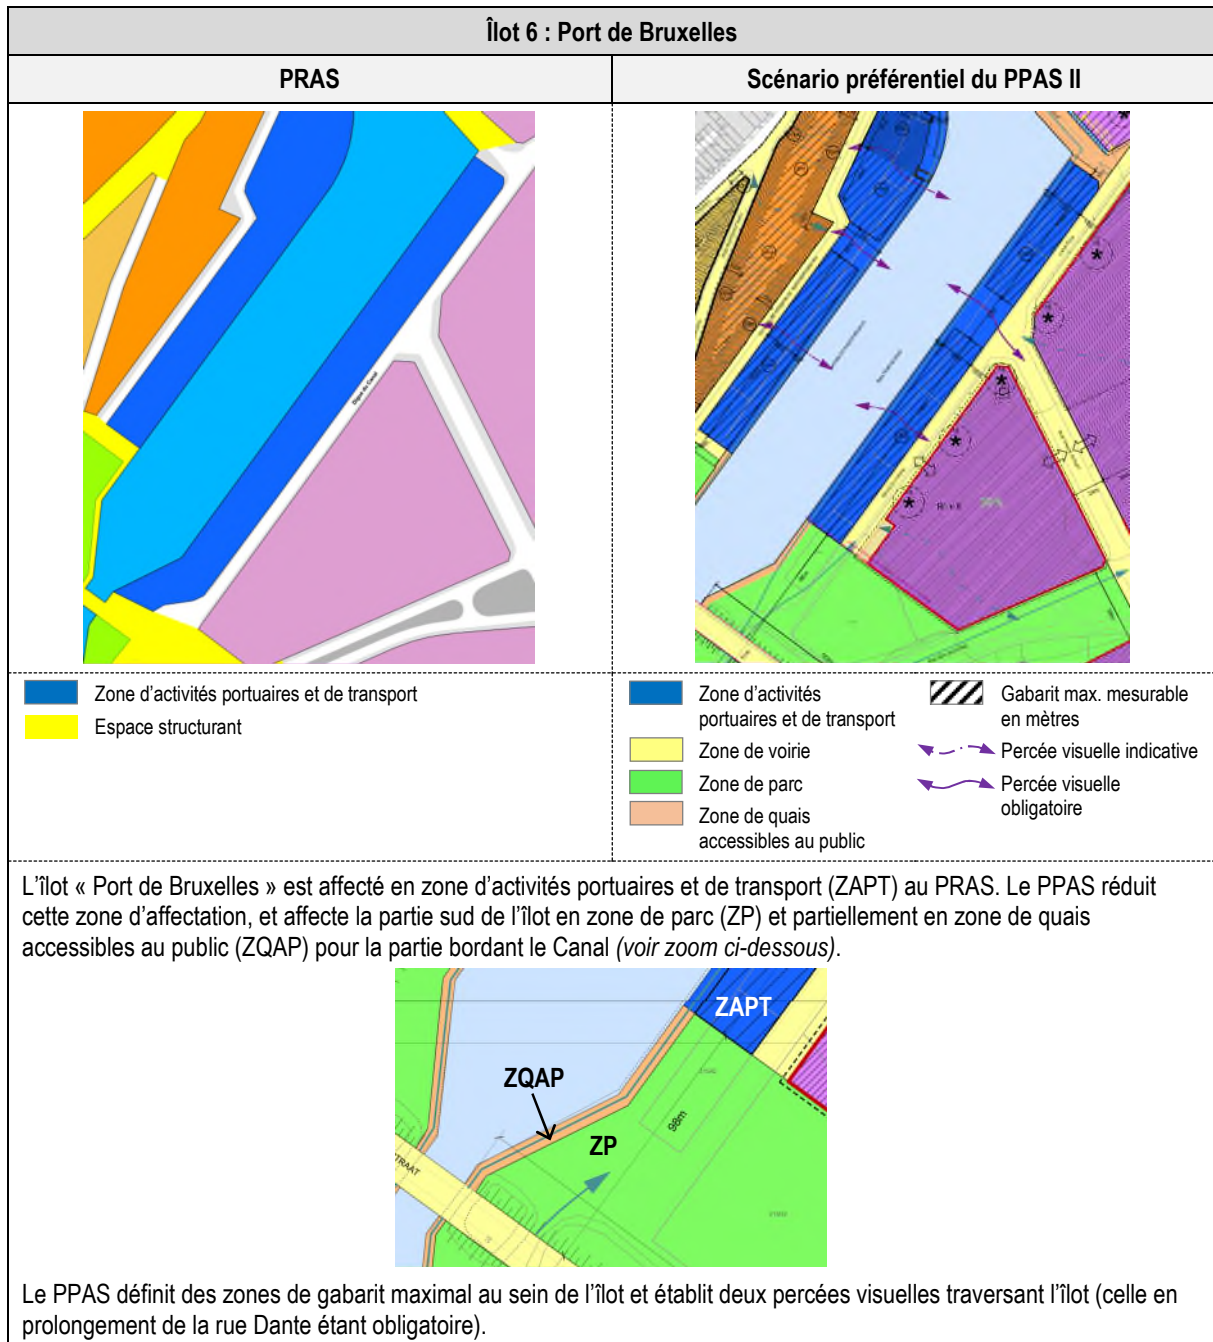 Îlot 6 : Port de Bruxelles
PRAS
Scénario préférentiel du PPAS II
Digue du Canal
Zone d'activités portuaires et de transport
Espace structurant
Zone d'activités
portuaires et de transport
Zone de voirie
Zone de parc
Zone de quais
accessibles au public
Gabarit max. mesurable
en mètres
Percée visuelle indicative
Percée visuelle
obligatoire
L'îlot « Port de Bruxelles » est affecté en zone d'activités portuaires et de transport (ZAPT) au PRAS. Le PPAS réduit
cette zone d'affectation, et affecte la partie sud de l'îlot en zone de parc (ZP) et partiellement en zone de quais
accessibles au public (ZQAP) pour la partie bordant le Canal (voir zoom ci-dessous).
ZAPT
ZQAP
98m
ZP
TRAAT
Le PPAS définit des zones de gabarit maximal au sein de l'îlot et établit deux percées visuelles traversant l'îlot (celle en
prolongement de la rue Dante étant obligatoire).